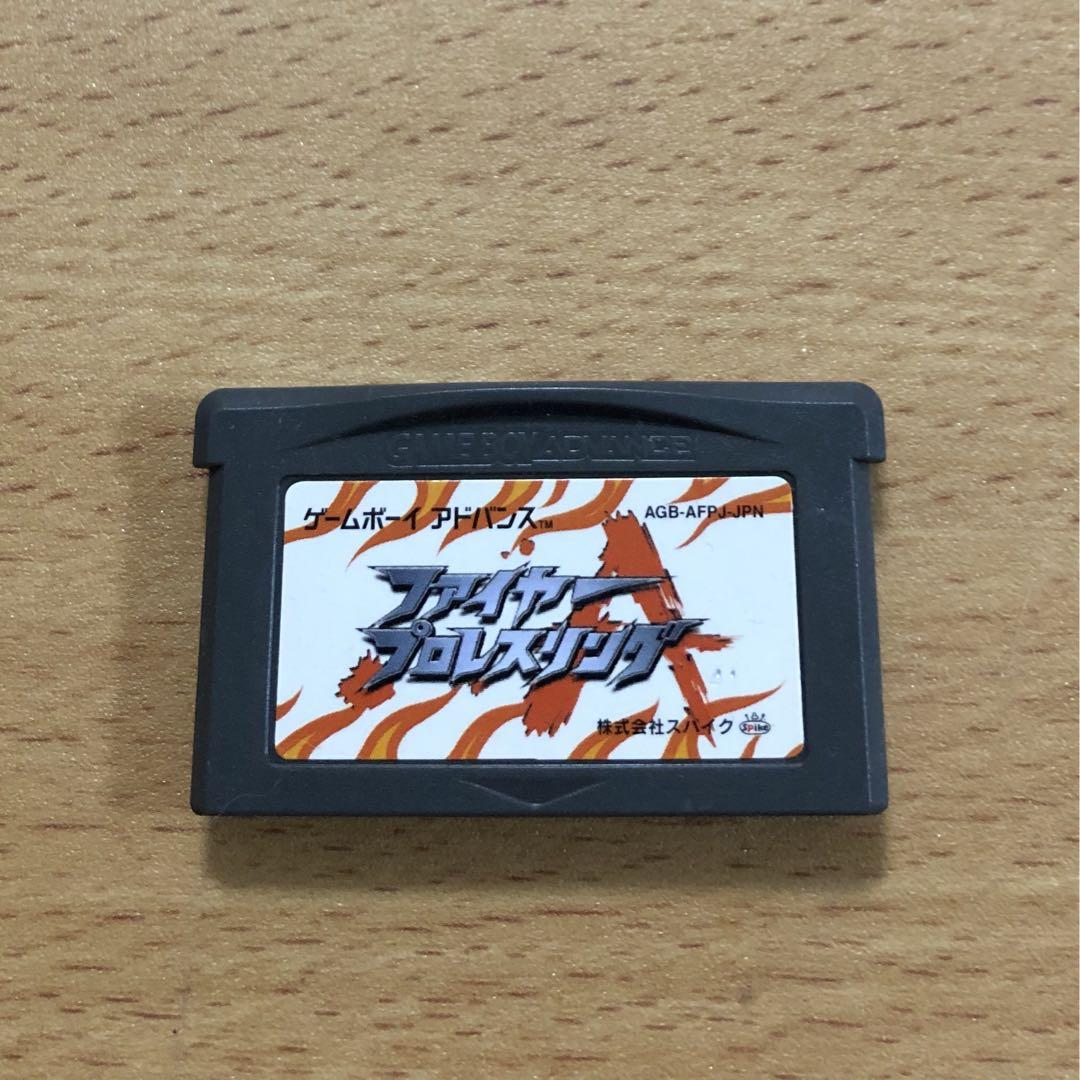 GAME BOY ADVANCE
ゲームボーイ アドバンス™
AGB-AFPJ-JPN
ファイヤー
プロレスリング
A
株式会社スパイク
Spike